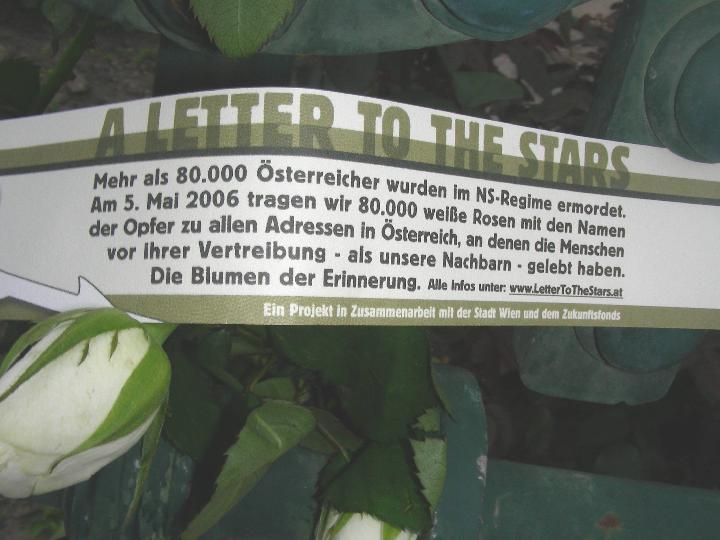 A LETTER TO THE STARS
Mehr als 80.000 Österreicher wurden im NS-Regime ermordet.
Am 5. Mai 2006 tragen wir 80.000 weiße Rosen mit den Namen
der Opfer zu allen Adressen in Österreich, an denen die Menschen
vor ihrer Vertreibung - als unsere Nachbarn - gelebt haben.
Die Blumen der Erinnerung. Alle Infos unter: www.LetterToTheStars.at
Ein Projekt in Zusammenarbeit mit der Stadt Wien und dem Zukunftsfonds